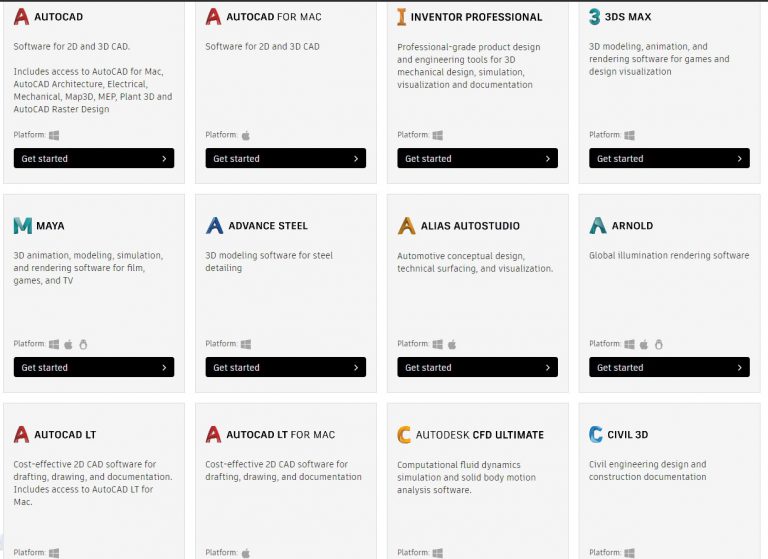 AUTOCAD
Software for 2D and 3D CAD.
Includes access to AutoCAD for Mac,
AutoCAD Architecture, Electrical,
Mechanical, Map3D, MEP, Plant 3D and
AutoCAD Raster Design
Platform:
Get started
AUTOCAD FOR MAC
Software for 2D and 3D CAD
Platform:
Get started
INVENTOR PROFESSIONAL
Professional-grade product design
and engineering tools for 3D
mechanical design, simulation,
visualization and documentation
Platform:
Get started
3DS MAX
3D modeling, animation, and
rendering software for games and
design visualization
Platform:
Get started
MAYA
3D animation, modeling, simulation,
and rendering software for film,
games, and TV
Platform:
Get started
ADVANCE STEEL
3D modeling software for steel
detailing
Platform:
Get started
ALIAS AUTOSTUDIO
Automotive conceptual design,
technical surfacing, and visualization.
Platform:
Get started
ARNOLD
Global illumination rendering software
Platform:
Get started
AUTOCAD LT
Cost-effective 2D CAD software for
drafting, drawing, and documentation.
Includes access to AutoCAD LT for
Mac.
Platform:
AUTOCAD LT FOR MAC
Cost-effective 2D CAD software for
drafting, drawing, and documentation
Platform:
AUTODESK CFD ULTIMATE
Computational fluid dynamics
simulation and solid body motion
analysis software.
Platform:
CIVIL 3D
Civil engineering design and
construction documentation
Platform: